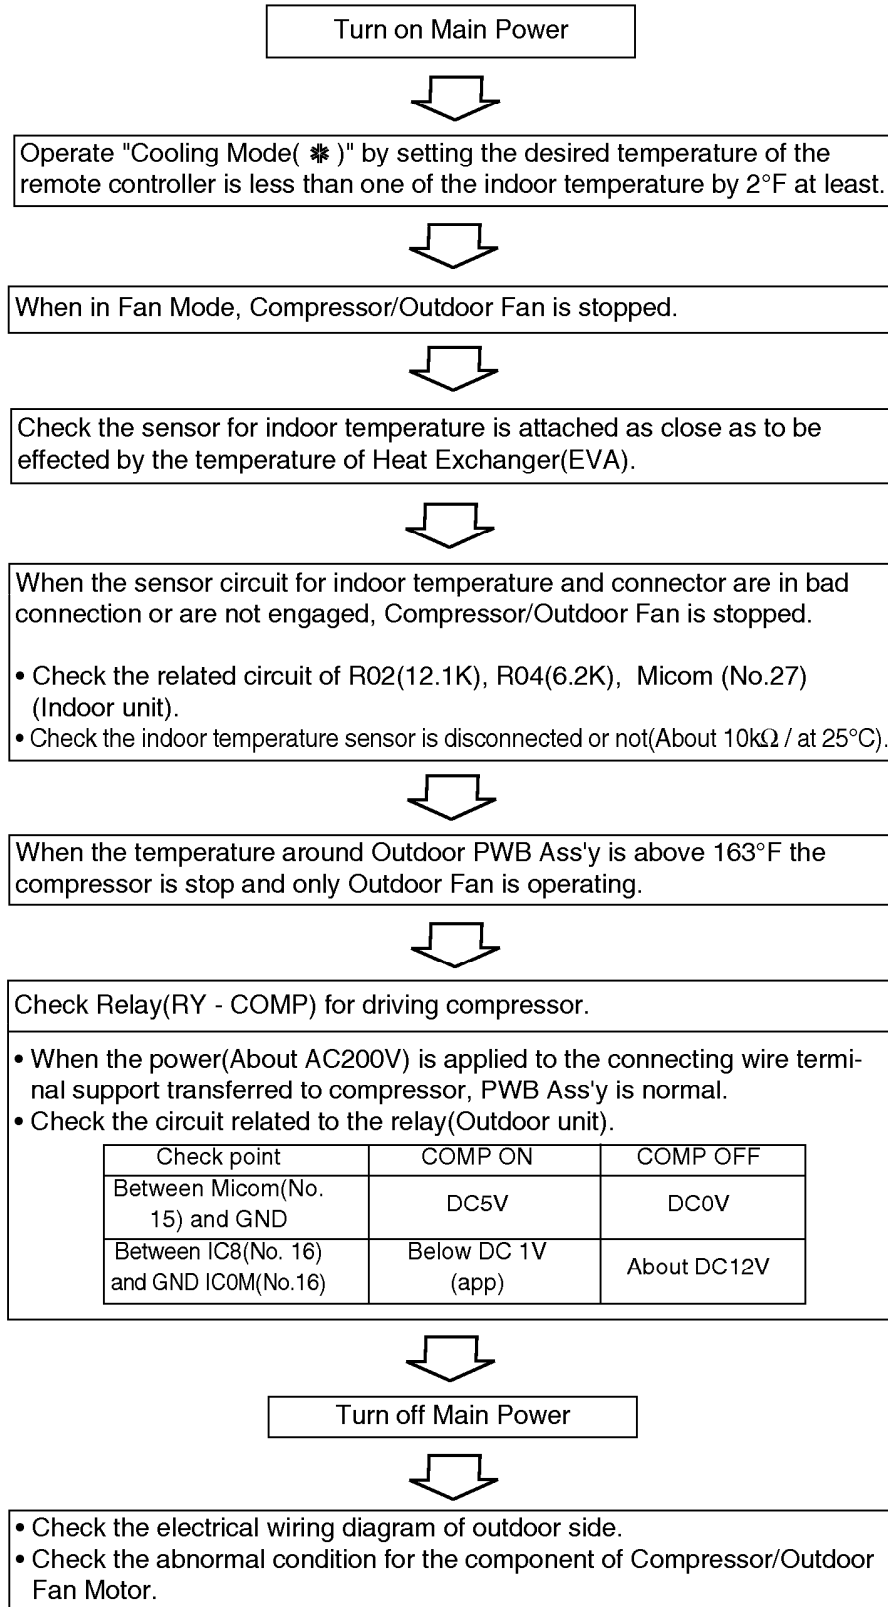 Turn on Main Power
Operate "Cooling Mode( ❋ )" by setting the desired temperature of the
remote controller is less than one of the indoor temperature by 2°F at least.
When in Fan Mode, Compressor/Outdoor Fan is stopped.
Check the sensor for indoor temperature is attached as close as to be
effected by the temperature of Heat Exchanger(EVA).
When the sensor circuit for indoor temperature and connector are in bad
connection or are not engaged, Compressor/Outdoor Fan is stopped.
• Check the related circuit of R02(12.1K), R04(6.2K), Micom (No.27)
(Indoor unit).
• Check the indoor temperature sensor is disconnected or not(About 10kΩ / at 25°C).
When the temperature around Outdoor PWB Ass'y is above 163°F the
compressor is stop and only Outdoor Fan is operating.
Check Relay(RY - COMP) for driving compressor.
• When the power(About AC200V) is applied to the connecting wire termi-
nal support transferred to compressor, PWB Ass'y is normal.
• Check the circuit related to the relay(Outdoor unit).
Check point COMP ON COMP OFF
Between Micom(No.
15) and GND DC5V DC0V
Between IC8(No. 16)
and GND IC0M(No.16) Below DC 1V
(app) About DC12V
Turn off Main Power
• Check the electrical wiring diagram of outdoor side.
• Check the abnormal condition for the component of Compressor/Outdoor
Fan Motor.